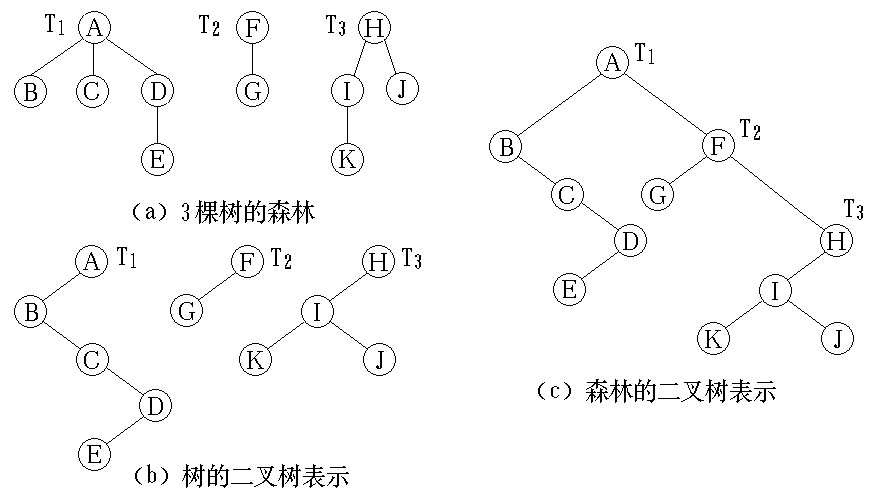 T1 A T2 F T3 H
B C D G I J
E K
(a) 3棵树的森林
A T1 F T2 H T3
B G I
C K J
D
E
(b) 树的二叉树表示
A T1
B F T2
C G
D H T3
E I
K J
(c) 森林的二叉树表示